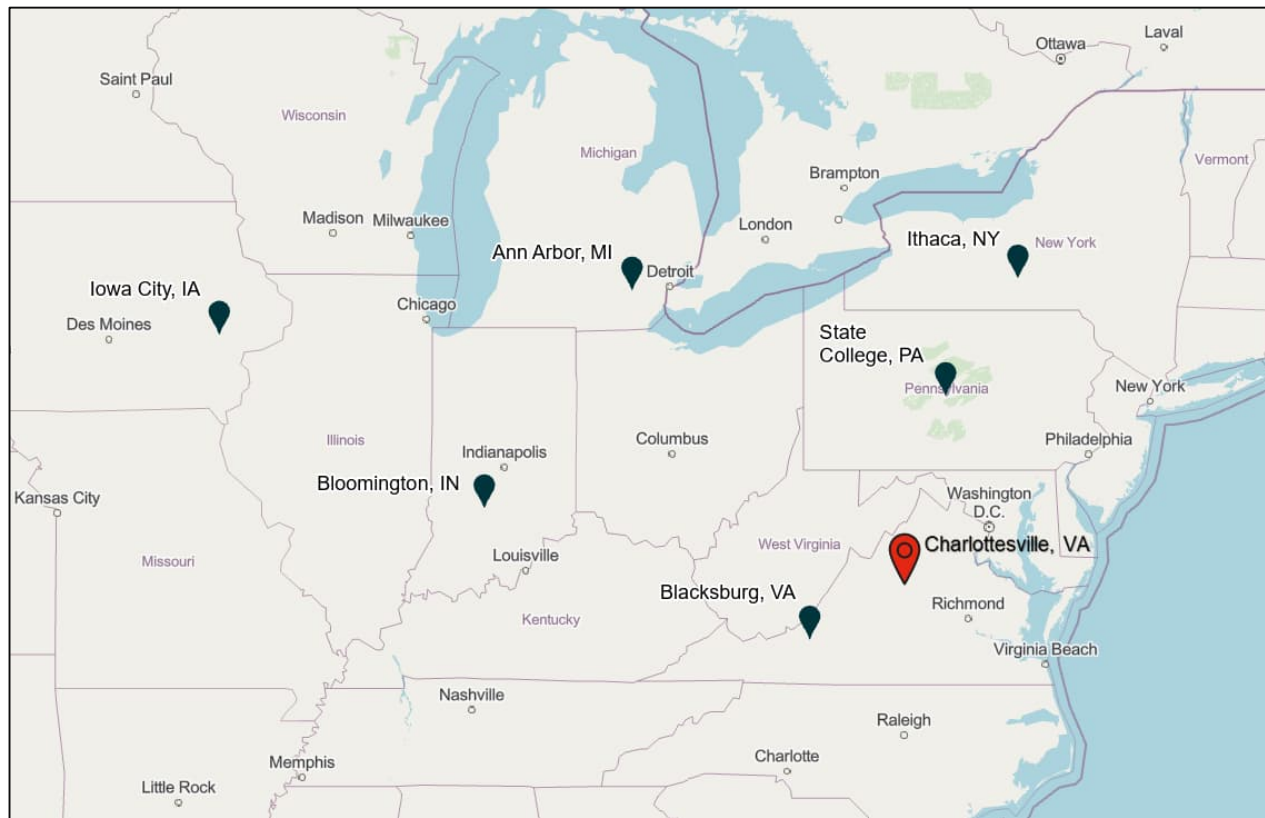 Ottawa
Laval
Saint Paul
Wisconsin
Michigan
Vermont
Brampton
Madison
Milwaukee
London
Ithaca, NY
New York
Ann Arbor, MI
Detroit
Iowa City, IA
Chicago
Des Moines
State
College, PA
Pennsylvania
New York
Illinois
Indianapolis
Columbus
Philadelphia
Bloomington, IN
Kansas City
Washington
D.C.
Missouri
West Virginia
Charlottesville, VA
Louisville
Blacksburg, VA
Richmond
Kentucky
Virginia Beach
Nashville
Raleigh
Charlotte
Memphis
Little Rock